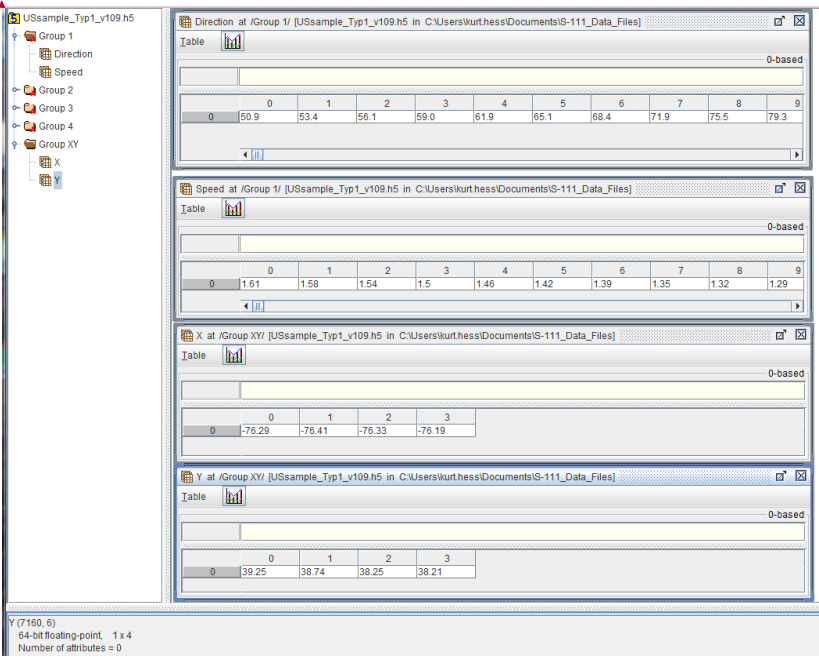 USsample_Typ1_v109.h5
Group 1
Direction
Speed
Group 2
Group 3
Group 4
Group XY
X
Y
Direction at /Group 1/ [USsample_Typ1_v109.h5 in C:\Users\kurt.hess\Documents\S-111_Data_Files]
Table
0-based
0 1 2 3 4 5 6 7 8 9
0 50.9 53.4 56.1 59.0 61.9 65.1 68.4 71.9 75.5 79.3
Speed at /Group 1/ [USsample_Typ1_v109.h5 in C:\Users\kurt.hess\Documents\S-111_Data_Files]
Table
0-based
0 1 2 3 4 5 6 7 8 9
0 1.61 1.58 1.54 1.5 1.46 1.42 1.39 1.35 1.32 1.29
X at /Group XY/ [USsample_Typ1_v109.h5 in C:\Users\kurt.hess\Documents\S-111_Data_Files]
Table
0-based
0 1 2 3
0 -76.29 -76.41 -76.33 -76.19
Y at /Group XY/ [USsample_Typ1_v109.h5 in C:\Users\kurt.hess\Documents\S-111_Data_Files]
Table
0-based
0 1 2 3
0 39.25 38.74 38.25 38.21
Y (7160, 6)
64-bit floating-point, 1 x 4
Number of attributes = 0